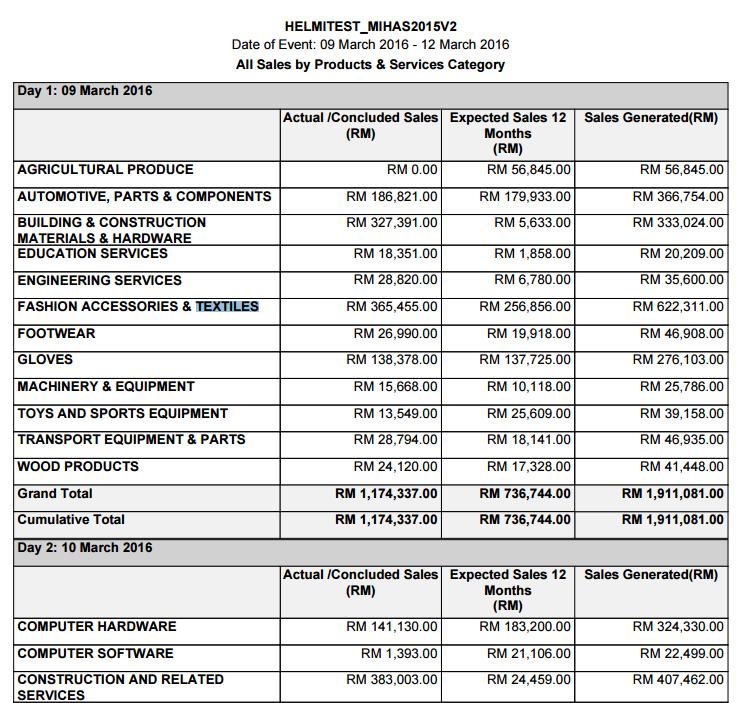 HELMITEST_MIHAS2015V2
Date of Event: 09 March 2016 - 12 March 2016
All Sales by Products & Services Category
Day 1: 09 March 2016
Actual /Concluded Sales (RM) Expected Sales 12 Months (RM) Sales Generated(RM)
AGRICULTURAL PRODUCE RM 0.00 RM 56,845.00 RM 56,845.00
AUTOMOTIVE, PARTS & COMPONENTS RM 186,821.00 RM 179,933.00 RM 366,754.00
BUILDING & CONSTRUCTION MATERIALS & HARDWARE RM 327,391.00 RM 5,633.00 RM 333,024.00
EDUCATION SERVICES RM 18,351.00 RM 1,858.00 RM 20,209.00
ENGINEERING SERVICES RM 28,820.00 RM 6,780.00 RM 35,600.00
FASHION ACCESSORIES & TEXTILES RM 365,455.00 RM 256,856.00 RM 622,311.00
FOOTWEAR RM 26,990.00 RM 19,918.00 RM 46,908.00
GLOVES RM 138,378.00 RM 137,725.00 RM 276,103.00
MACHINERY & EQUIPMENT RM 15,668.00 RM 10,118.00 RM 25,786.00
TOYS AND SPORTS EQUIPMENT RM 13,549.00 RM 25,609.00 RM 39,158.00
TRANSPORT EQUIPMENT & PARTS RM 28,794.00 RM 18,141.00 RM 46,935.00
WOOD PRODUCTS RM 24,120.00 RM 17,328.00 RM 41,448.00
Grand Total RM 1,174,337.00 RM 736,744.00 RM 1,911,081.00
Cumulative Total RM 1,174,337.00 RM 736,744.00 RM 1,911,081.00
Day 2: 10 March 2016
Actual /Concluded Sales (RM) Expected Sales 12 Months (RM) Sales Generated(RM)
COMPUTER HARDWARE RM 141,130.00 RM 183,200.00 RM 324,330.00
COMPUTER SOFTWARE RM 1,393.00 RM 21,106.00 RM 22,499.00
CONSTRUCTION AND RELATED SERVICES RM 383,003.00 RM 24,459.00 RM 407,462.00